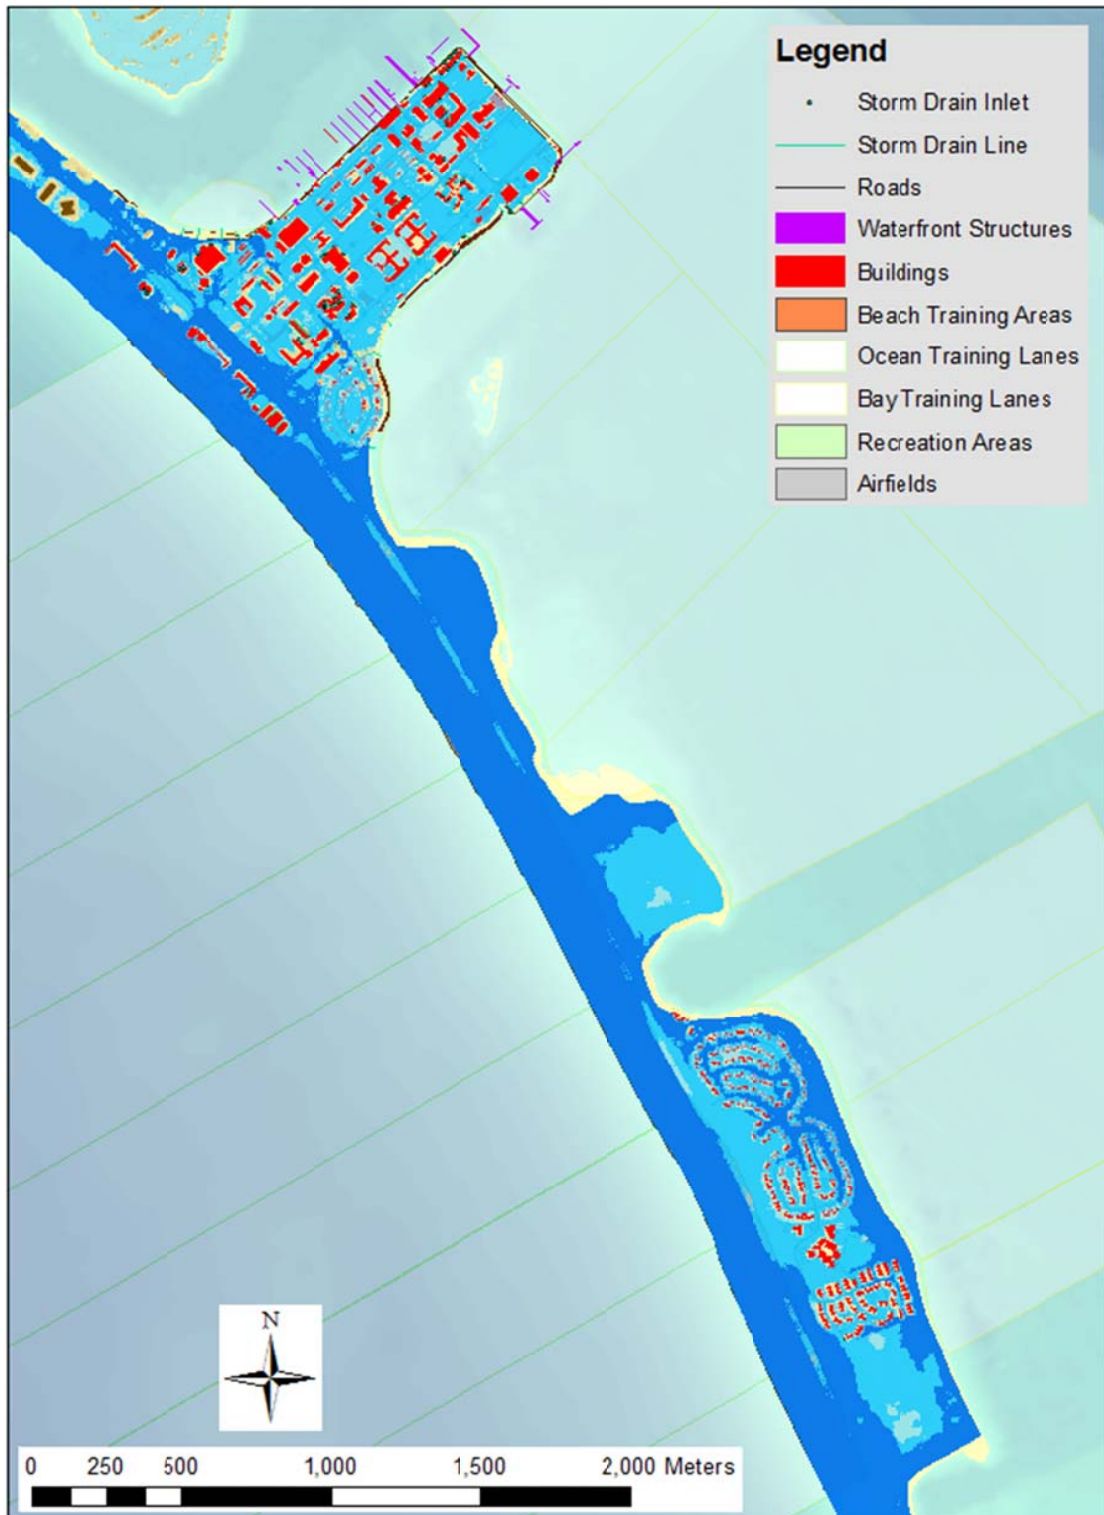 Legend
Storm Drain Inlet
Storm Drain Line
Roads
Waterfront Structures
Buildings
Beach Training Areas
Ocean Training Lanes
Bay Training Lanes
Recreation Areas
Airfields
N
0 250 500 1,000 1,500 2,000 Meters